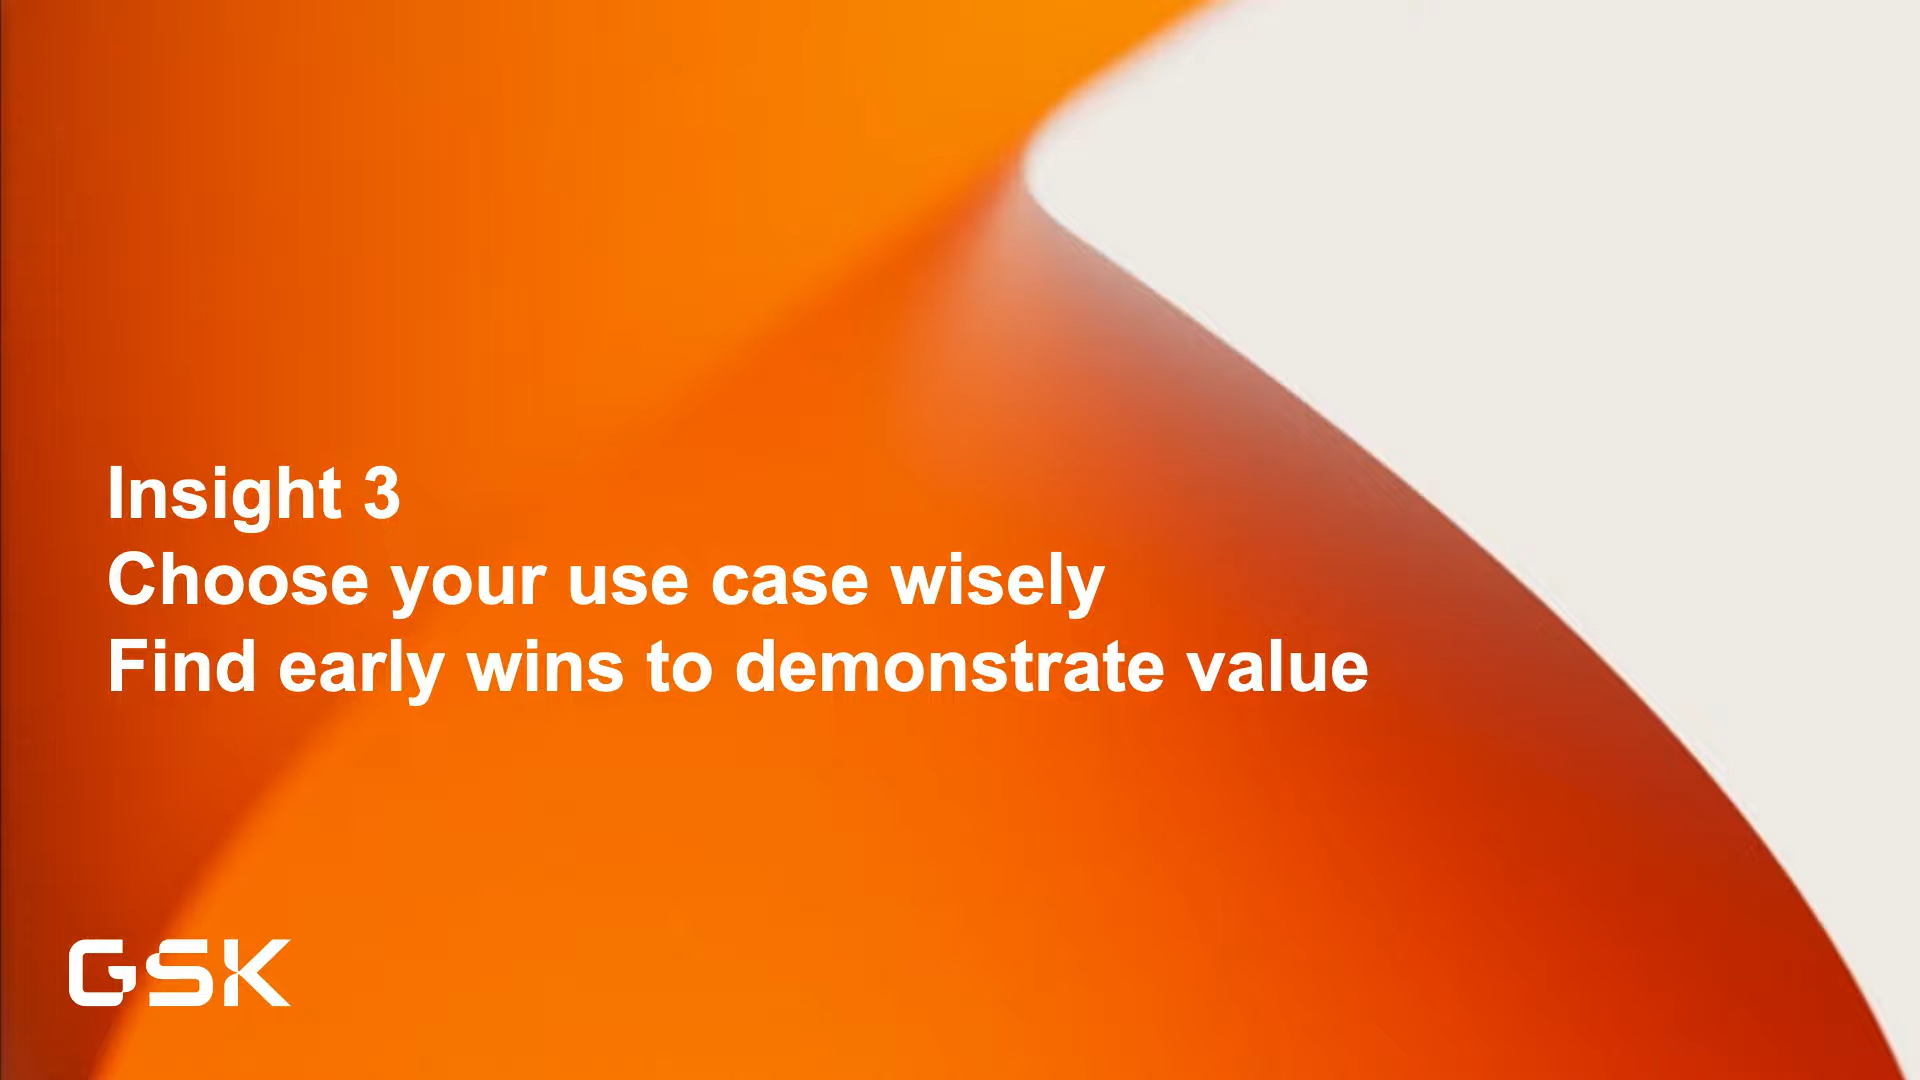 Insight 3
Choose your use case wisely
Find early wins to demonstrate value
GSK